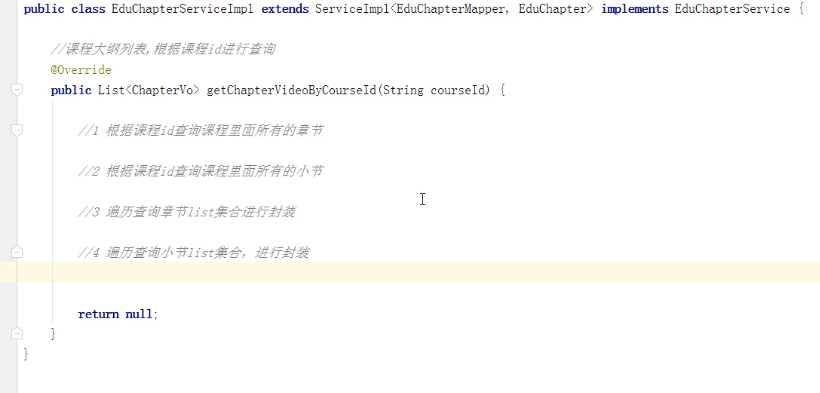 public class EduChapterServiceImpl extends ServiceImpl<EduChapterMapper, EduChapter> implements EduChapterService {
//课程大纲列表,根据课程id进行查询
@Override
public List<ChapterVo> getChapterVideoByCourseId(String courseId) {
//1 根据课程id查询课程里面所有的章节
//2 根据课程id查询课程里面所有的小节
//3 遍历查询章节list集合进行封装
//4 遍历查询小节list集合，进行封装
return null;
}
}